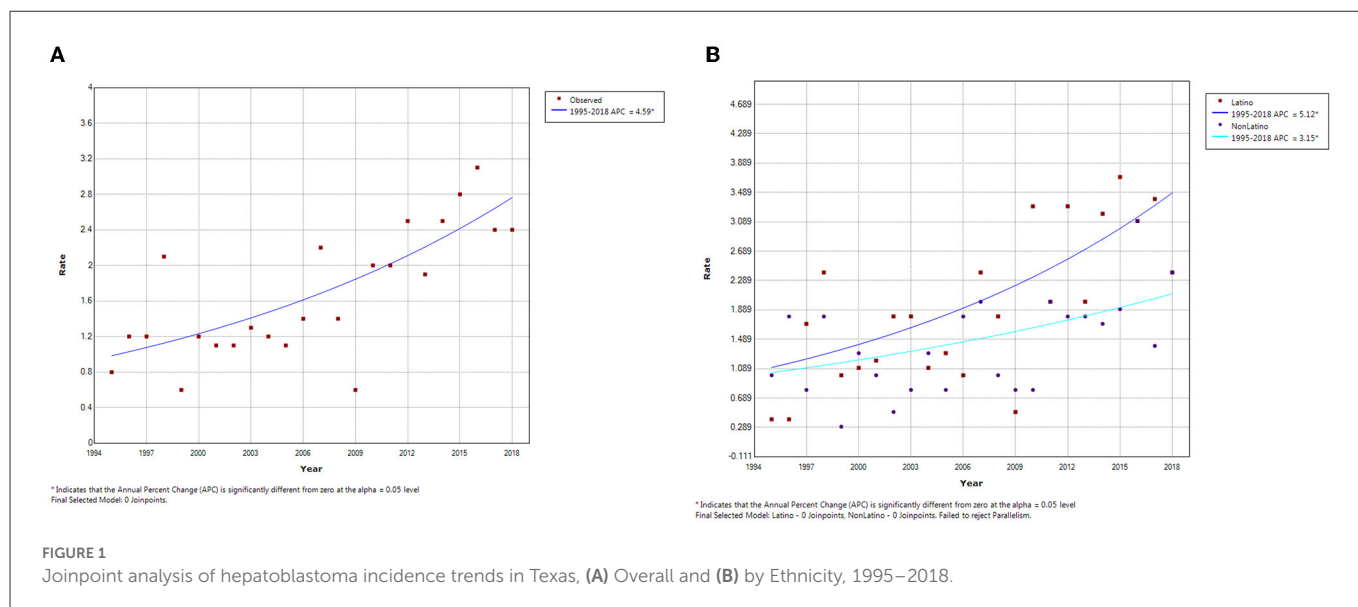 A
4
3.6
3.2
2.8
2.4
2
1.6
1.2
0.8
0.4
0
Rate
1994 1997 2000 2003 2006 2009 2012 2015 2018
Year
Observed
1995-2018 APC = 4.59*
* Indicates that the Annual Percent Change (APC) is significantly different from zero at the alpha = 0.05 level
Final Selected Model: 0 Joinpoints.
B
4.689
4.289
3.889
3.489
3.089
2.689
2.289
1.889
1.489
1.089
0.689
0.289
-0.111
Rate
1994 1997 2000 2003 2006 2009 2012 2015 2018
Year
Latino
1995-2018 APC = 5.12*
NonLatino
1995-2018 APC = 3.15*
* Indicates that the Annual Percent Change (APC) is significantly different from zero at the alpha = 0.05 level
Final Selected Model: Latino - 0 Joinpoints, NonLatino - 0 Joinpoints. Failed to reject Parallelism.
FIGURE 1
Joinpoint analysis of hepatoblastoma incidence trends in Texas, (A) Overall and (B) by Ethnicity, 1995–2018.